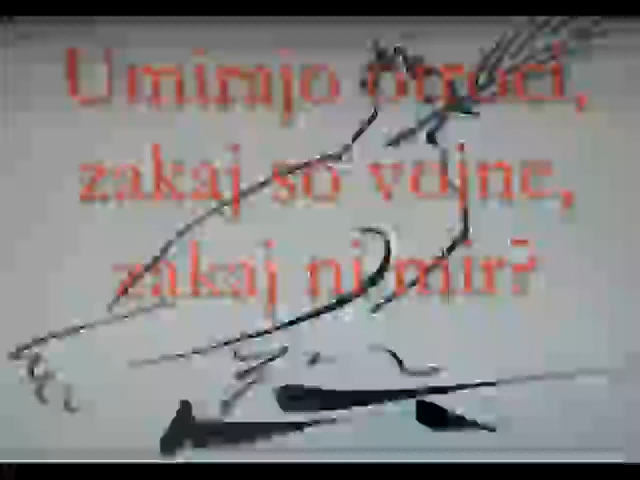 Umirajo otroci,
zakaj so vojne,
zakaj ni mir?